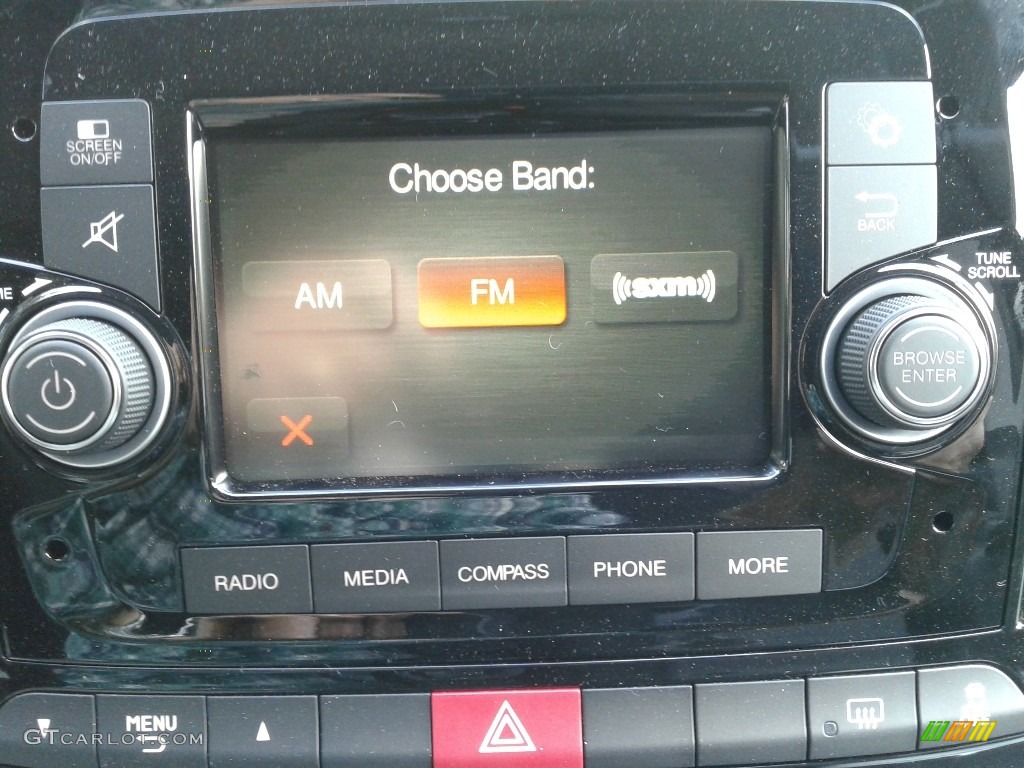 SCREEN
ON/OFF
Choose Band:
AM FM ((sxm))
BACK
ME
TUNE
SCROLL
BROWSE
ENTER
RADIO MEDIA COMPASS PHONE MORE
MENU
GTCARLOT.COM